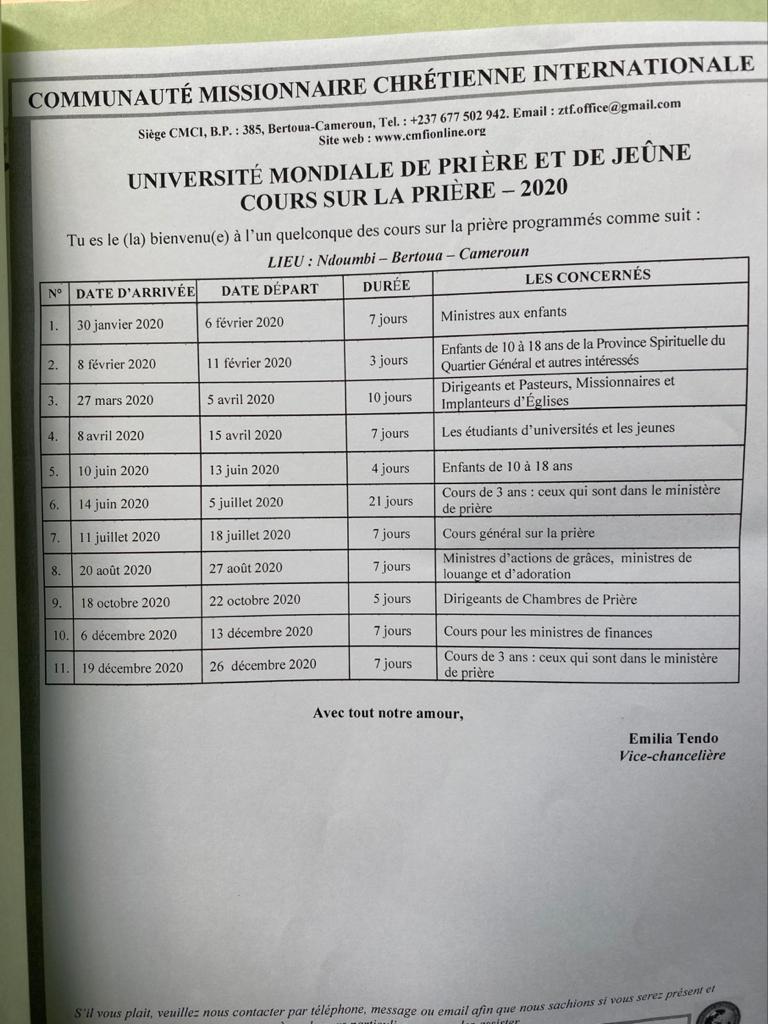 COMMUNAUTÉ MISSIONNAIRE CHRÉTIENNE INTERNATIONALE
Siège CMCI, B.P. : 385, Bertoua-Cameroun, Tel. : +237 677 502 942. Email : ztf.office@gmail.com
Site web : www.cmfionline.org
UNIVERSITÉ MONDIALE DE PRIÈRE ET DE JEÛNE
COURS SUR LA PRIÈRE – 2020
Tu es le (la) bienvenu(e) à l'un quelconque des cours sur la prière programmés comme suit :
LIEU : Ndoumbi – Bertoua – Cameroun
N° DATE D'ARRIVÉE DATE DÉPART DURÉE LES CONCERNÉS
1. 30 janvier 2020 6 février 2020 7 jours Ministres aux enfants
2. 8 février 2020 11 février 2020 3 jours Enfants de 10 à 18 ans de la Province Spirituelle du
Quartier Général et autres intéressés
3. 27 mars 2020 5 avril 2020 10 jours Dirigeants et Pasteurs, Missionnaires et
Implanteurs d'Églises
4. 8 avril 2020 15 avril 2020 7 jours Les étudiants d'universités et les jeunes
5. 10 juin 2020 13 juin 2020 4 jours Enfants de 10 à 18 ans
6. 14 juin 2020 5 juillet 2020 21 jours Cours de 3 ans : ceux qui sont dans le ministère
de prière
7. 11 juillet 2020 18 juillet 2020 7 jours Cours général sur la prière
8. 20 août 2020 27 août 2020 7 jours Ministres d'actions de grâces, ministres de
louange et d'adoration
9. 18 octobre 2020 22 octobre 2020 5 jours Dirigeants de Chambres de Prière
10. 6 décembre 2020 13 décembre 2020 7 jours Cours pour les ministres de finances
11. 19 décembre 2020 26 décembre 2020 7 jours Cours de 3 ans : ceux qui sont dans le ministère
de prière
Avec tout notre amour,
Emilia Tendo
Vice-chancelière
S'il vous plait, veuillez nous contacter par téléphone, message ou email afin que nous sachions si vous serez présent et